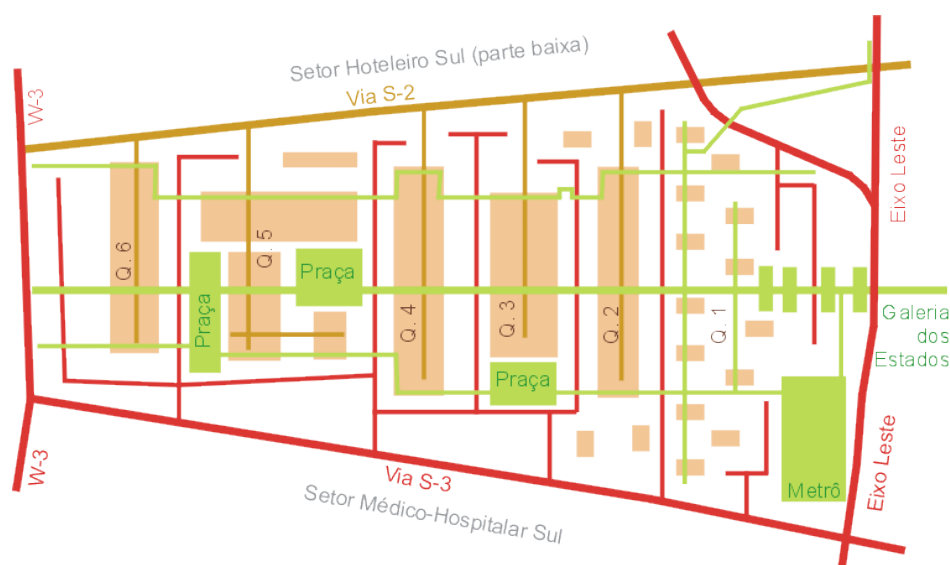 Setor Hoteleiro Sul (parte baixa)
Via S-2
W-3
Eixo Leste
Q. 6
Q. 5
Praça
Praça
Q. 4
Q. 3
Q. 2
Q. 1
Galeria
dos
Estados
Praça
W-3
Via S-3
Metrô
Eixo Leste
Setor Médico-Hospitalar Sul